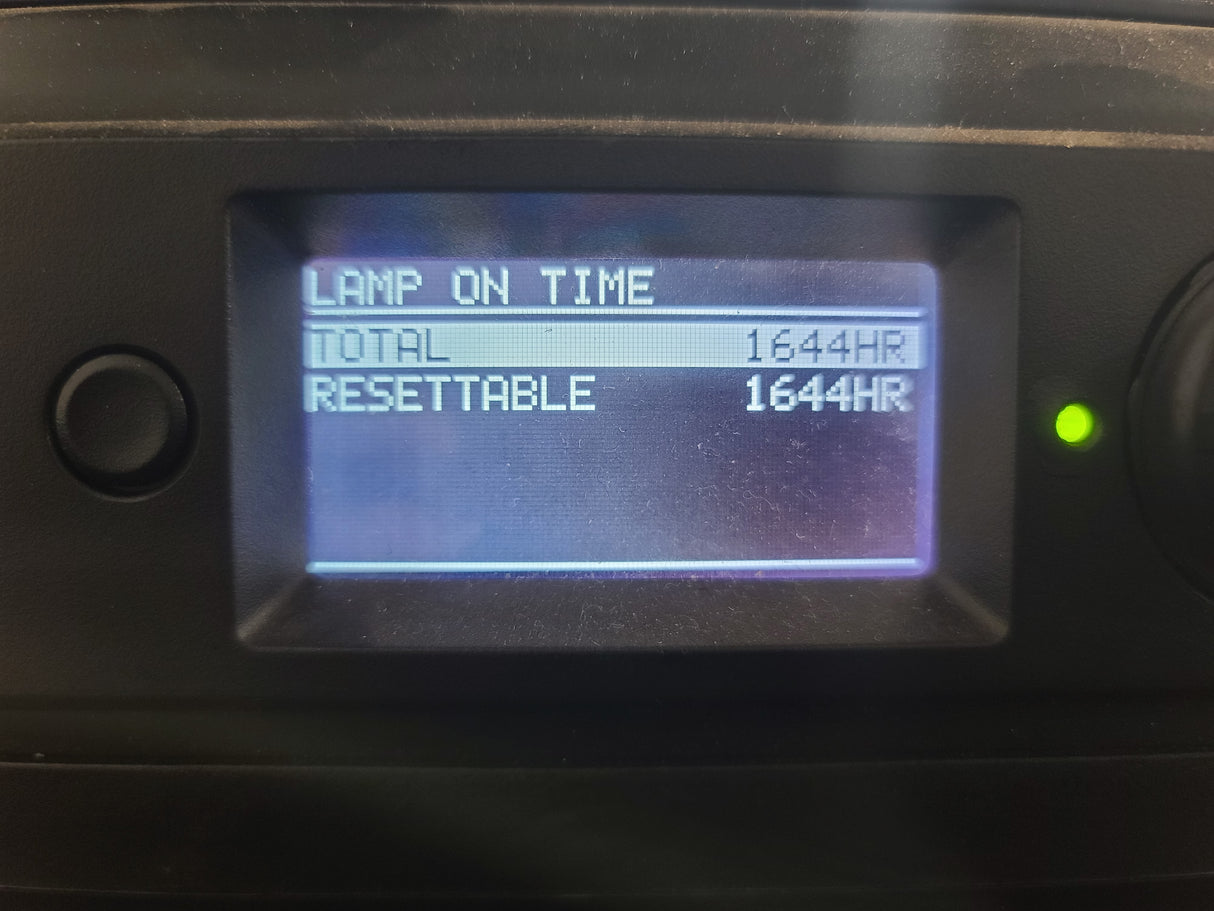 LAMP ON TIME
TOTAL 1644HR
RESETTABLE 1644HR